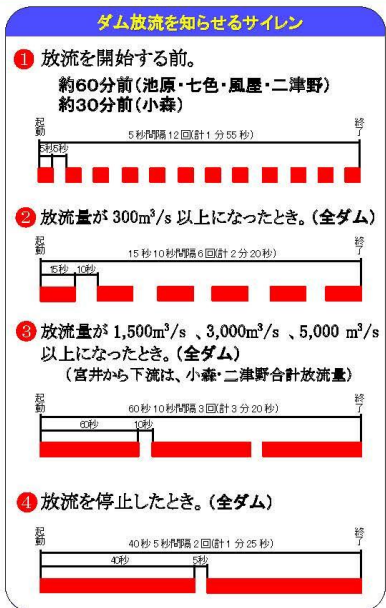 ダム放流を知らせるサイレン
❶ 放流を開始する前。
約60分前(池原・七色・風屋・二津野)
約30分前(小森)
起動
5秒間隔12回(計1分55秒)
終了
5秒 5秒
❷ 放流量が 300m³/s 以上になったとき。(全ダム)
起動
15秒10秒間隔6回(計2分20秒)
終了
15秒 10秒
❸ 放流量が 1,500m³/s 、3,000m³/s 、5,000 m³/s
以上になったとき。(全ダム)
(宮井から下流は、小森・二津野合計放流量)
起動
60秒10秒間隔3回(計3分20秒)
終了
60秒 10秒
❹ 放流を停止したとき。(全ダム)
起動
40秒5秒間隔2回(計1分25秒)
終了
40秒 5秒